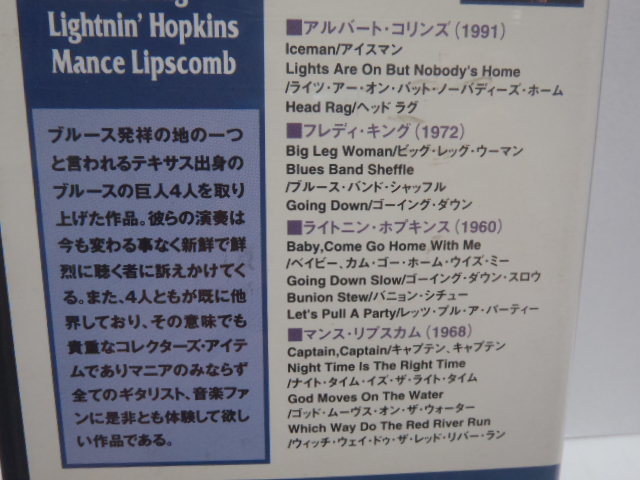 Lightnin' Hopkins
Mance Lipscomb
ブルース発祥の地の一つ
と言われるテキサス出身の
ブルースの巨人4人を取り
上げた作品。彼らの演奏は
今も変わる事なく新鮮で鮮
烈に聴く者に訴えかけてく
る。また、4人ともが既に他
界しており、その意味でも
貴重なコレクターズ・アイテ
ムでありマニアのみならず
全てのギタリスト、音楽ファ
ンに是非とも体験して欲し
い作品である。
■アルバート・コリンズ(1991)
Iceman/アイスマン
Lights Are On But Nobody's Home
/ライツ・アー・オン・バット・ノーバディーズ・ホーム
Head Rag/ヘッド ラグ
■フレディ・キング(1972)
Big Leg Woman/ビッグ・レッグ・ウーマン
Blues Band Sheffle
/ブルース・バンド・シャッフル
Going Down/ゴーイング・ダウン
■ライトニン・ホプキンス(1960)
Baby,Come Go Home With Me
/ベイビー、カム・ゴー・ホーム・ウイズ・ミー
Going Down Slow/ゴーイング・ダウン・スロウ
Bunion Stew/バニョン・シチュー
Let's Pull A Party/レッツ・プル・ア・パーティー
■マンス・リプスカム(1968)
Captain,Captain/キャプテン、キャプテン
Night Time Is The Right Time
/ナイト・タイム・イズ・ザ・ライト・タイム
God Moves On The Water
/ゴッド・ムーヴス・オン・ザ・ウォーター
Which Way Do The Red River Run
/ウィッチ・ウェイ・ドゥ・ザ・レッド・リバー・ラン